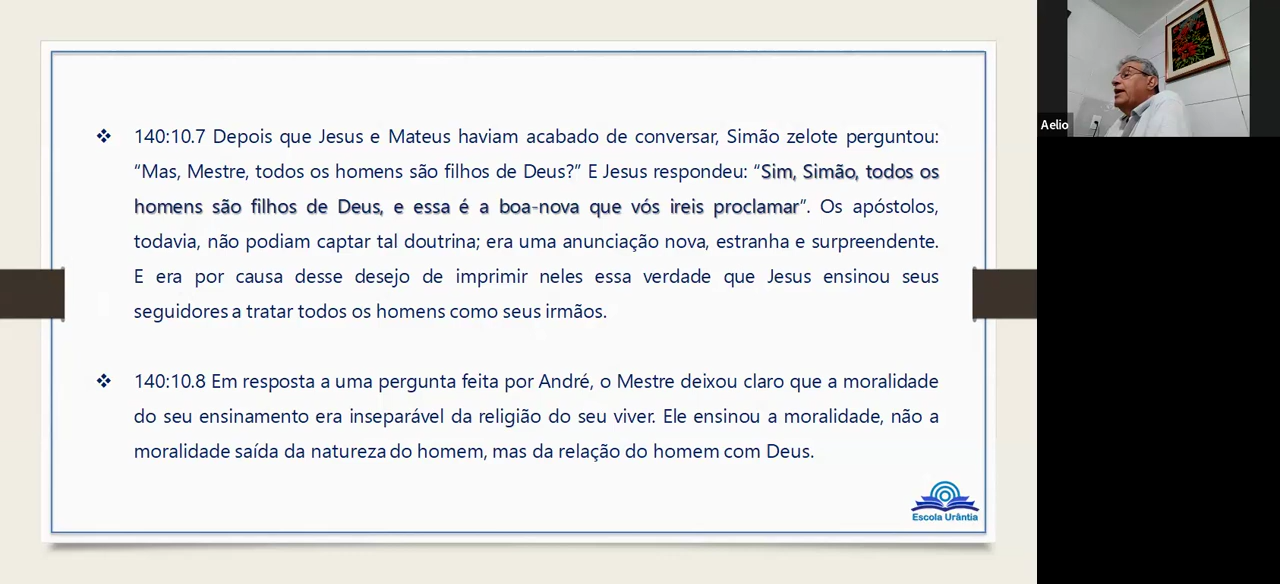 140:10.7 Depois que Jesus e Mateus haviam acabado de conversar, Simão zelote perguntou:
“Mas, Mestre, todos os homens são filhos de Deus?” E Jesus respondeu: “Sim, Simão, todos os
homens são filhos de Deus, e essa é a boa-nova que vós ireis proclamar”. Os apóstolos,
todavia, não podiam captar tal doutrina; era uma anunciação nova, estranha e surpreendente.
E era por causa desse desejo de imprimir neles essa verdade que Jesus ensinou seus
seguidores a tratar todos os homens como seus irmãos.
140:10.8 Em resposta a uma pergunta feita por André, o Mestre deixou claro que a moralidade
do seu ensinamento era inseparável da religião do seu viver. Ele ensinou a moralidade, não a
moralidade saída da natureza do homem, mas da relação do homem com Deus.
Escola Urântia
Aelio